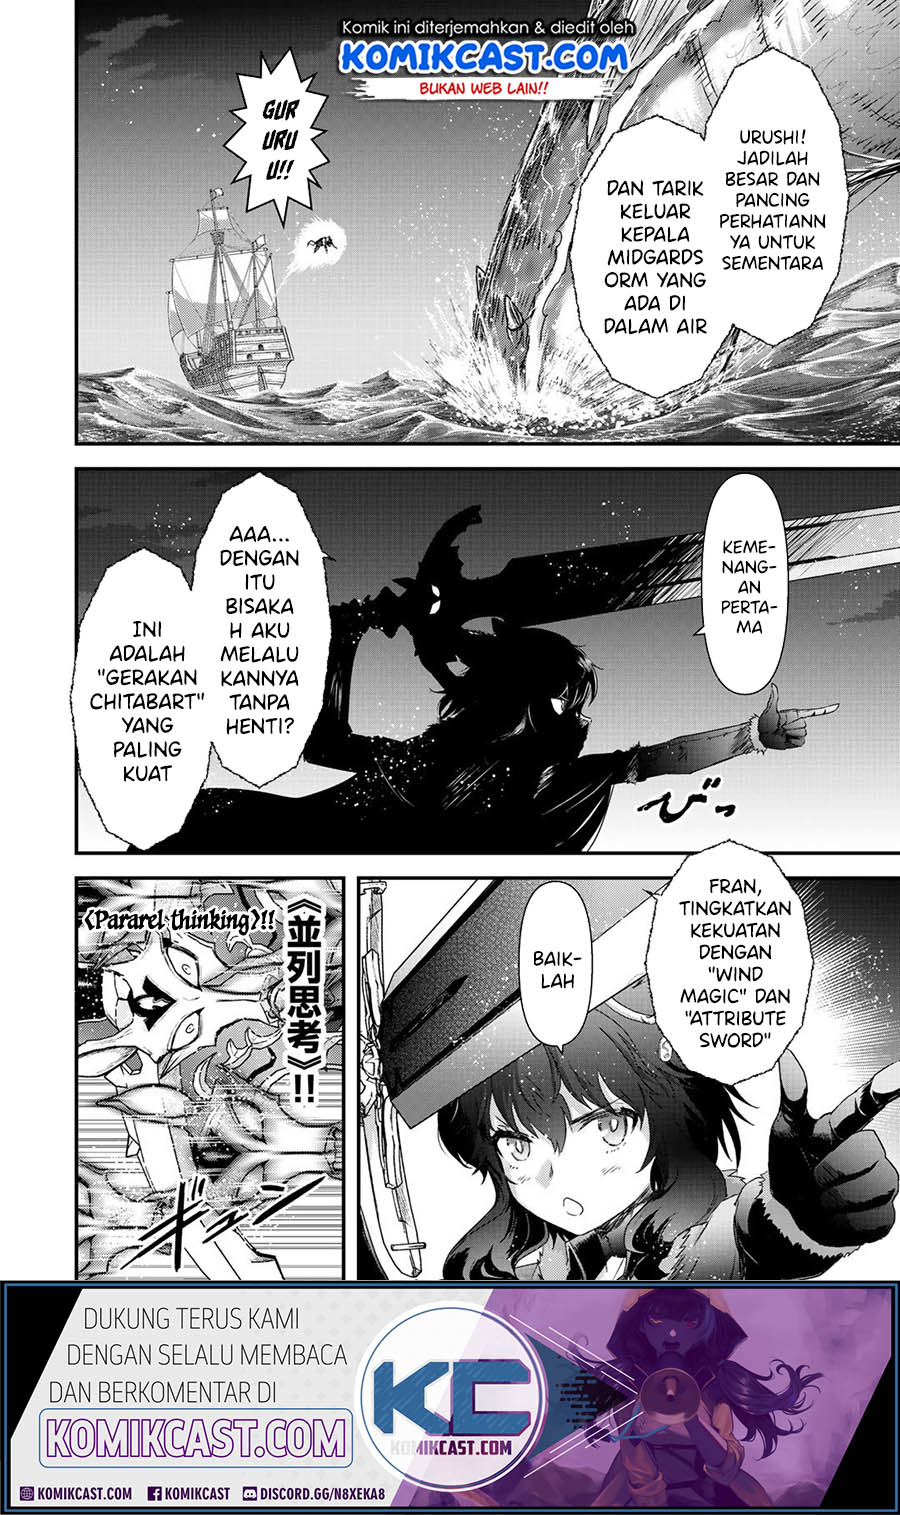 Komik ini diterjemahkan & diedit oleh
KOMIKCAST.COM
BUKAN WEB LAIN!!
URUSHI!
JADILAH
BESAR DAN
PANCING
PERHATIANN
YA UNTUK
SEMENTARA
DAN TARIK
KELUAR
KEPALA
MIDGARDS
ORM YANG
ADA DI
DALAM AIR
GUR
URU
U!!
KEME-
NANG-
AN
PERTA-
MA
AAA...
DENGAN
ITU
BISAKA
H AKU
MELALU
KANNYA
TANPA
HENTI?
INI
ADALAH
"GERAKAN
CHITABART"
YANG
PALING
KUAT
びっ
FRAN,
TINGKATKAN
KEKUATAN
DENGAN
"WIND
MAGIC" DAN
"ATTRIBUTE
SWORD"
BAIK-
LAH
《並列思考》!!
<Pararel thinking>!!
ギュン
DUKUNG TERUS KAMI
DENGAN SELALU MEMBACA
DAN BERKOMENTAR DI
KOMIKCAST.COM
KC
KOMIKCAST.COM
KOMIKCAST.COM KOMIKCAST DISCORD.GG/N8XEKA8